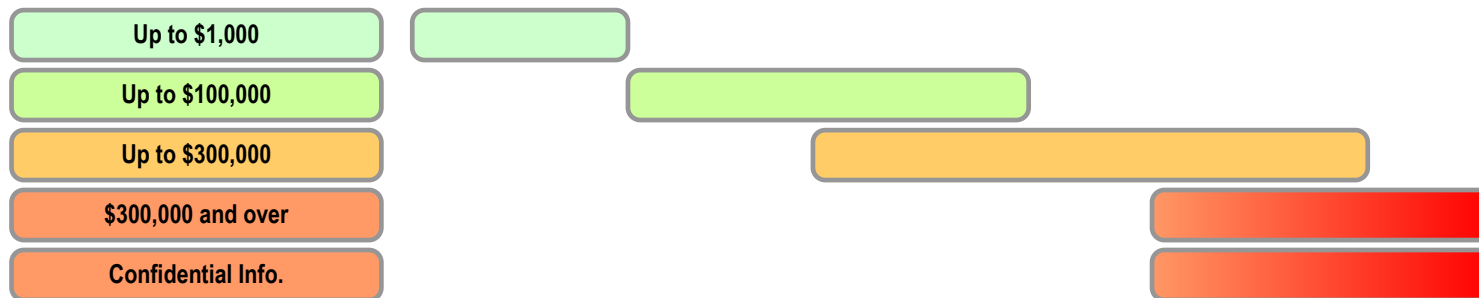 Up to $1,000
Up to $100,000
Up to $300,000
$300,000 and over
Confidential Info.